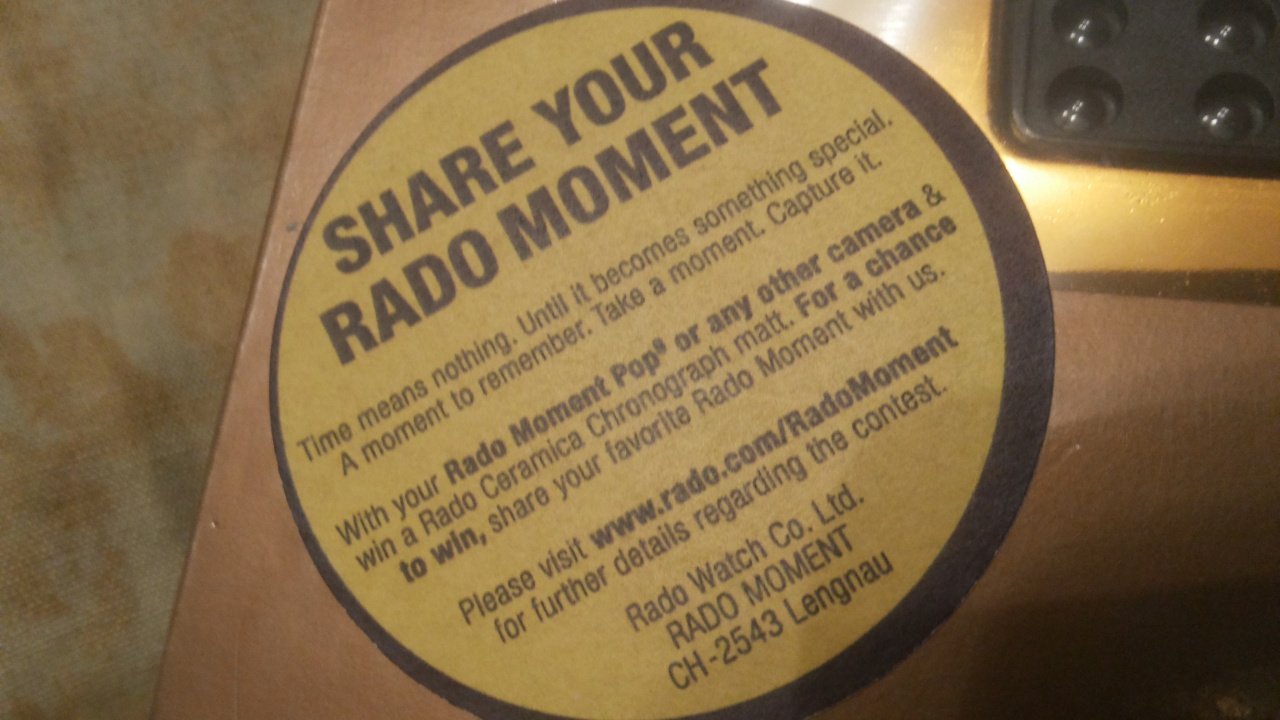 SHARE YOUR
RADO MOMENT
Time means nothing. Until it becomes something special.
A moment to remember. Take a moment. Capture it.
With your Rado Moment Pop® or any other camera &
win a Rado Ceramica Chronograph matt. For a chance
to win, share your favorite Rado Moment with us.
Please visit www.rado.com/RadoMoment
for further details regarding the contest.
Rado Watch Co. Ltd.
RADO MOMENT
CH-2543 Lengnau